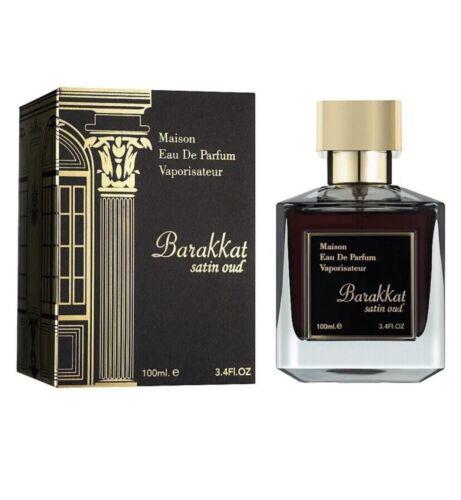 Maison
Eau De Parfum
Vaporisateur
Barakkat
satin oud
100ml. e
3.4Fl.OZ
Maison
Eau De Parfum
Vaporisateur
Barakkat
satin oud
100ml.e
3.4FL.OZ